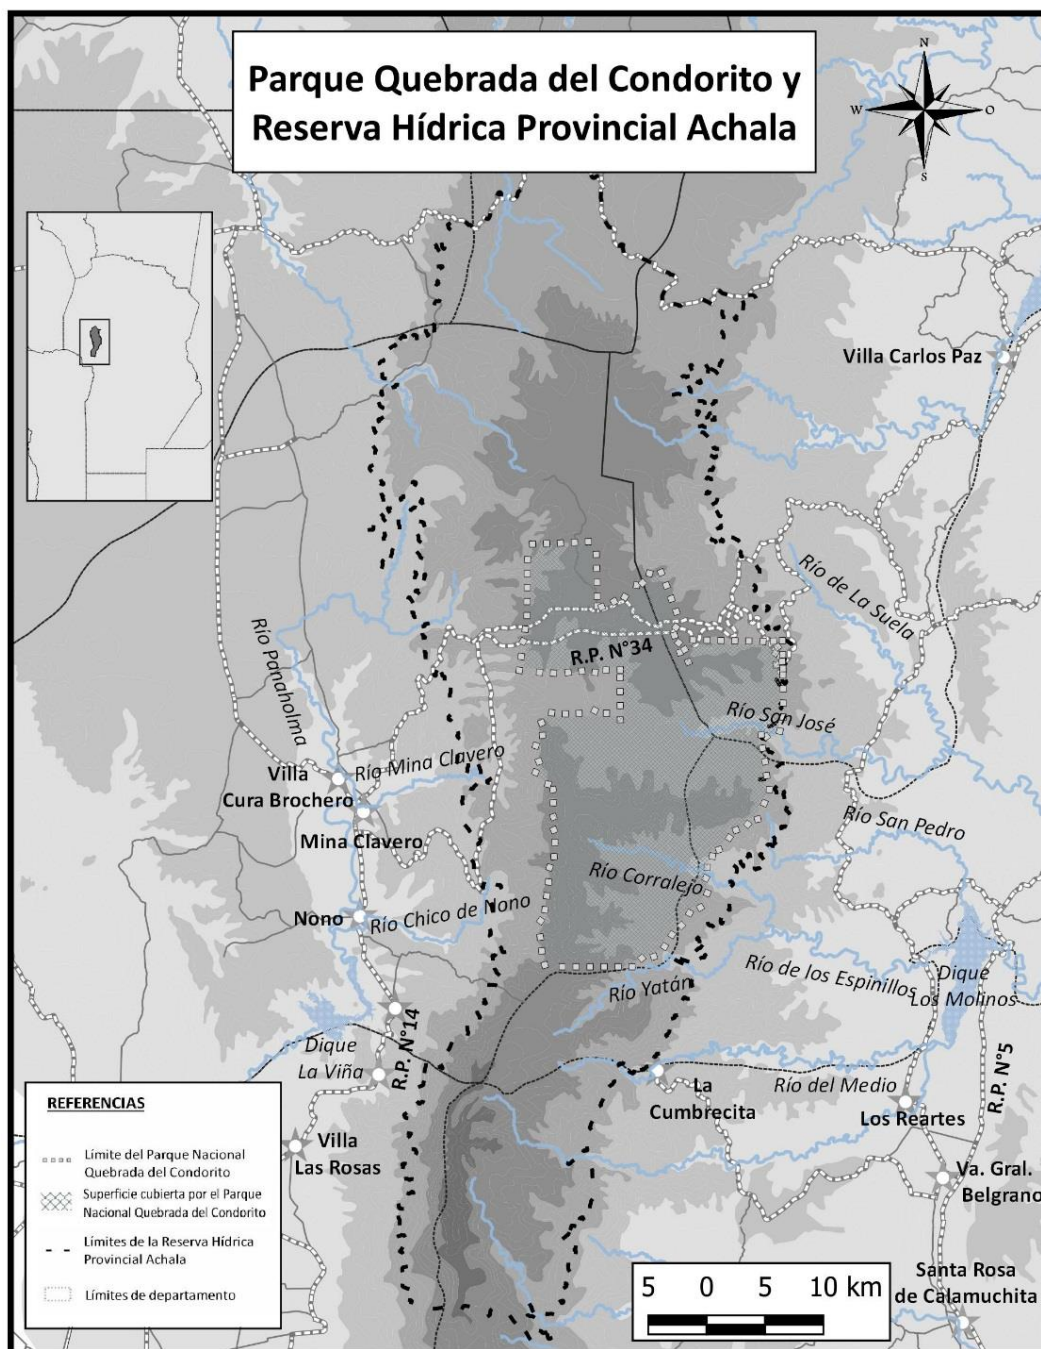 Parque Quebrada del Condorito y
Reserva Hídrica Provincial Achala
N
W
O
S
Villa Carlos Paz
Río de La Suela
Río Panaholma
R.P. N°34
Río San José
Villa
Cura Brochero
Río Mina Clavero
Mina Clavero
Río San Pedro
Río Corralejo
Nono
Río Chico de Nono
Río de los Espinillos
Dique
Los Molinos
Río Yatán
R.P. N°14
Dique
La Viña
R.P. N°5
La
Cumbrecita
Río del Medio
Los Reartes
Villa
Las Rosas
Va. Gral.
Belgrano
Santa Rosa
de Calamuchita
REFERENCIAS
Límite del Parque Nacional
Quebrada del Condorito
Superficie cubierta por el Parque
Nacional Quebrada del Condorito
Límites de la Reserva Hídrica
Provincial Achala
Límites de departamento
5 0 5 10 km